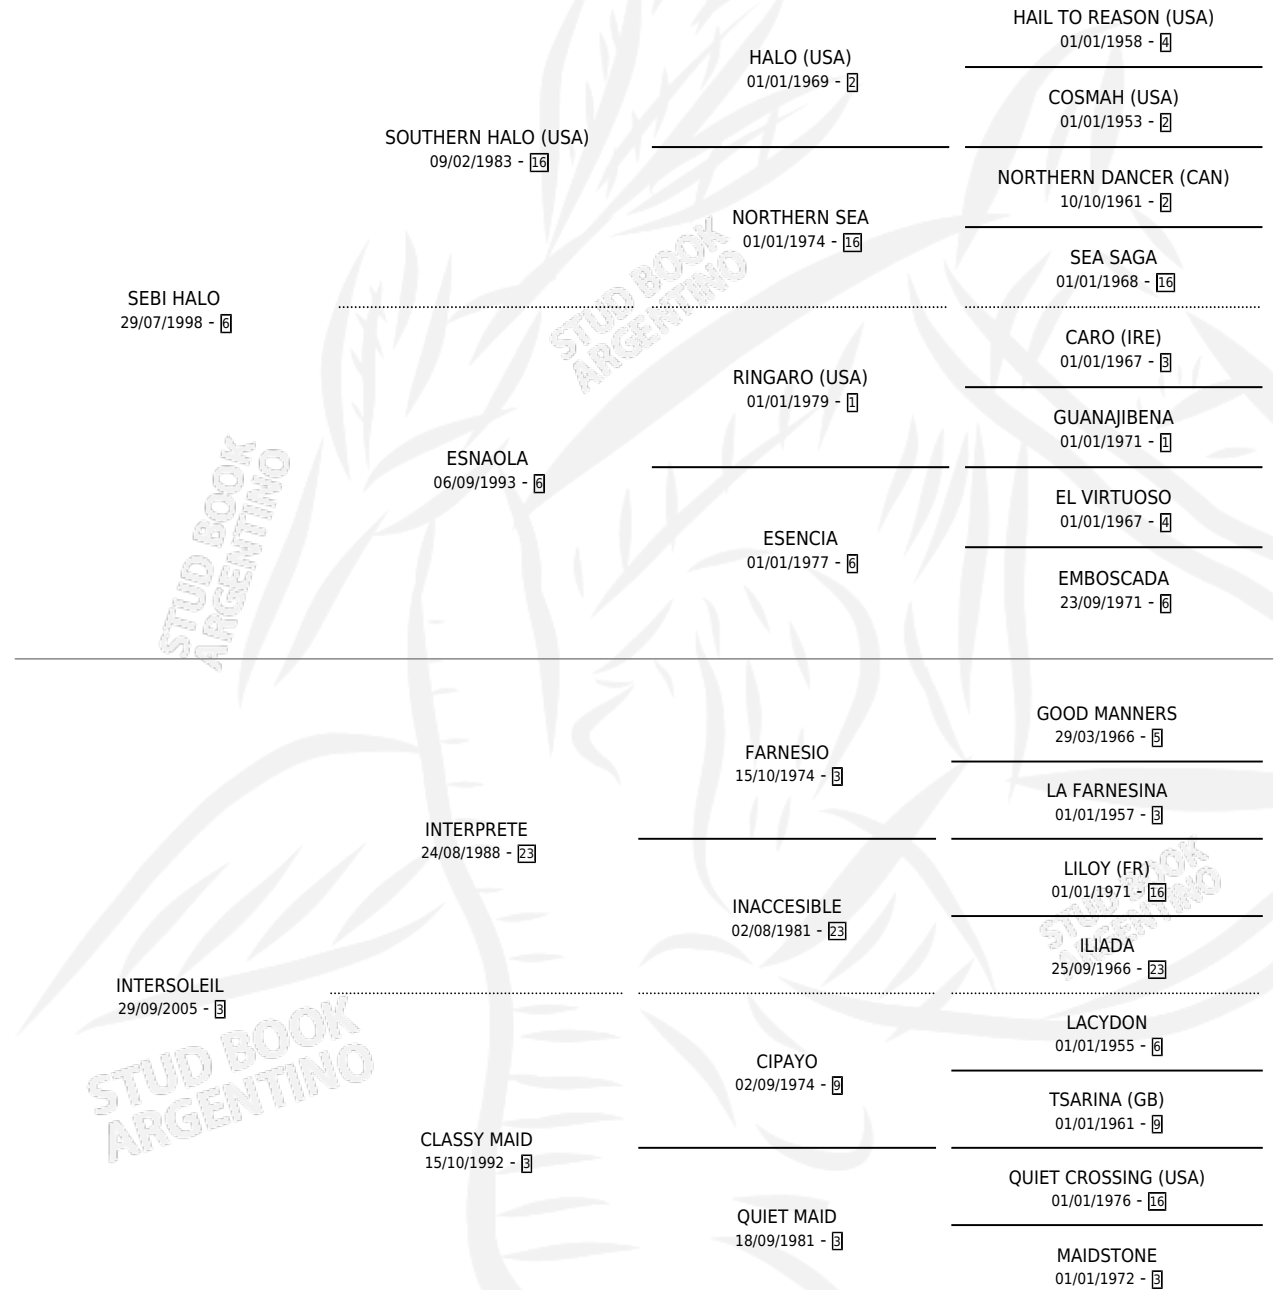 HAIL TO REASON (USA)
01/01/1958 - 4
HALO (USA)
01/01/1969 - 2
COSMAH (USA)
01/01/1953 - 2
SOUTHERN HALO (USA)
09/02/1983 - 16
NORTHERN DANCER (CAN)
10/10/1961 - 2
NORTHERN SEA
01/01/1974 - 16
SEA SAGA
01/01/1968 - 16
SEBI HALO
29/07/1998 - 6
CARO (IRE)
01/01/1967 - 3
RINGARO (USA)
01/01/1979 - 1
GUANAJIBENA
01/01/1971 - 1
ESNAOLA
06/09/1993 - 6
EL VIRTUOSO
01/01/1967 - 4
ESENCIA
01/01/1977 - 6
EMBOSCADA
23/09/1971 - 6
GOOD MANNERS
29/03/1966 - 5
FARNESIO
15/10/1974 - 3
LA FARNESINA
01/01/1957 - 3
INTERPRETE
24/08/1988 - 23
LILOY (FR)
01/01/1971 - 16
INACCESIBLE
02/08/1981 - 23
ILIADA
25/09/1966 - 23
INTERSOLEIL
29/09/2005 - 3
LACYDON
01/01/1955 - 6
CIPAYO
02/09/1974 - 9
TSARINA (GB)
01/01/1961 - 9
CLASSY MAID
15/10/1992 - 3
QUIET CROSSING (USA)
01/01/1976 - 16
QUIET MAID
18/09/1981 - 3
MAIDSTONE
01/01/1972 - 3
STUD BOOK
ARGENTINO
STUD BOOK
ARGENTINO
STUD BOOK
ARGENTINO
STUD BOOK
ARGENTINO